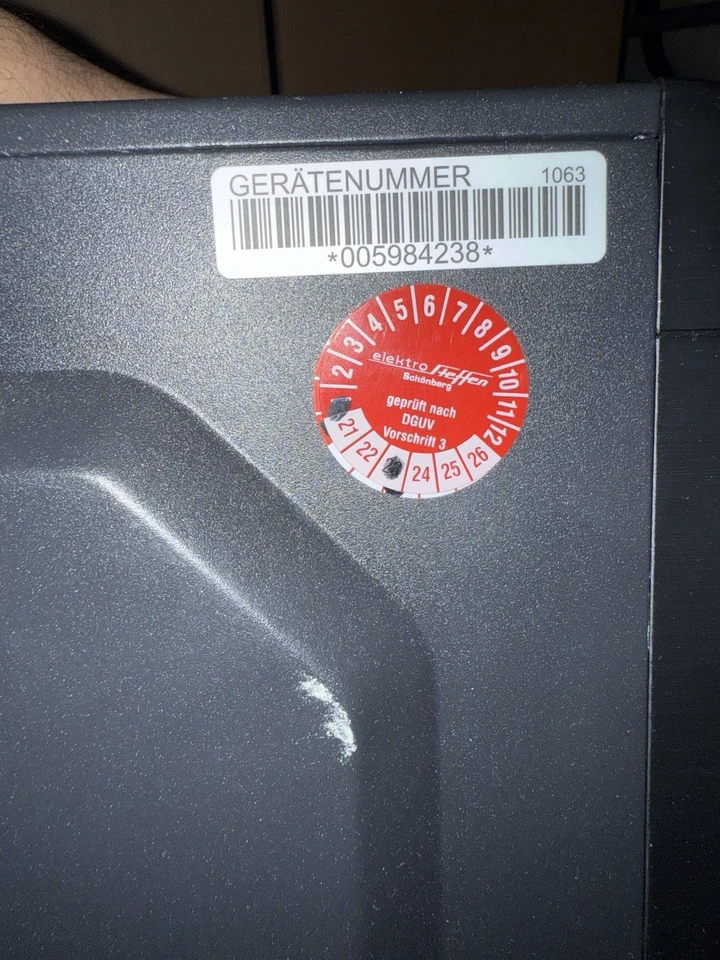 GERÄTENUMMER 1063
*005984238*
2 3 4 5 6 7 8 9 10 11 12
elektro Steffen
Schönberg
geprüft nach
DGUV
Vorschrift 3
21 22 24 25 26